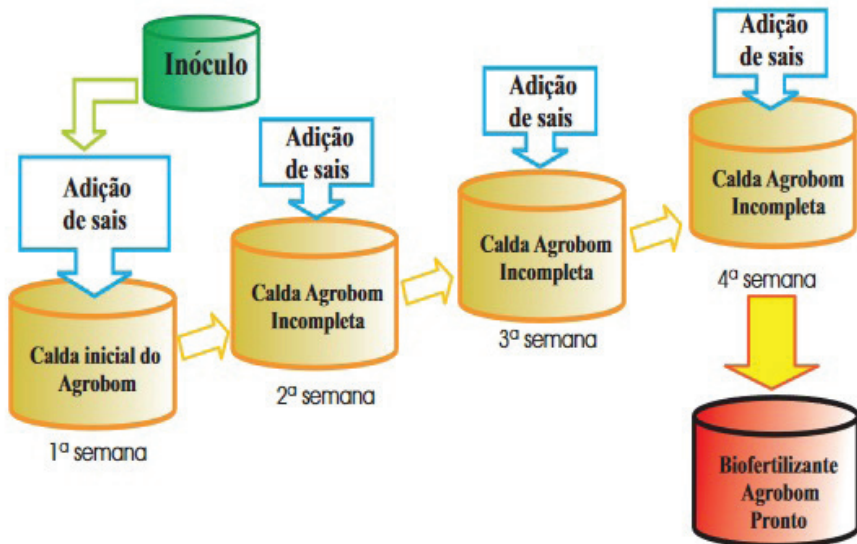 Inóculo
Adição
de sais
Calda inicial do
Agrobom
1ª semana
Adição
de sais
Calda Agrobom
Incompleta
2ª semana
Adição
de sais
Calda Agrobom
Incompleta
3ª semana
Adição
de sais
Calda Agrobom
Incompleta
4ª semana
Biofertilizante
Agrobom
Pronto